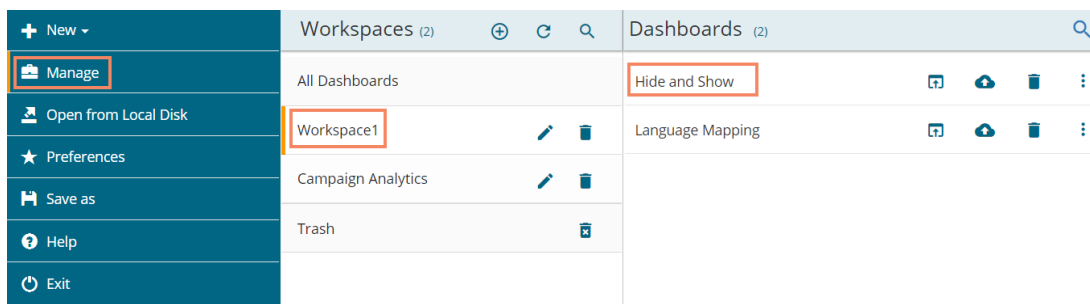 New
Manage
Open from Local Disk
Preferences
Save as
Help
Exit
Workspaces (2)
All Dashboards
Workspace1
Campaign Analytics
Trash
Dashboards (2)
Hide and Show
Language Mapping